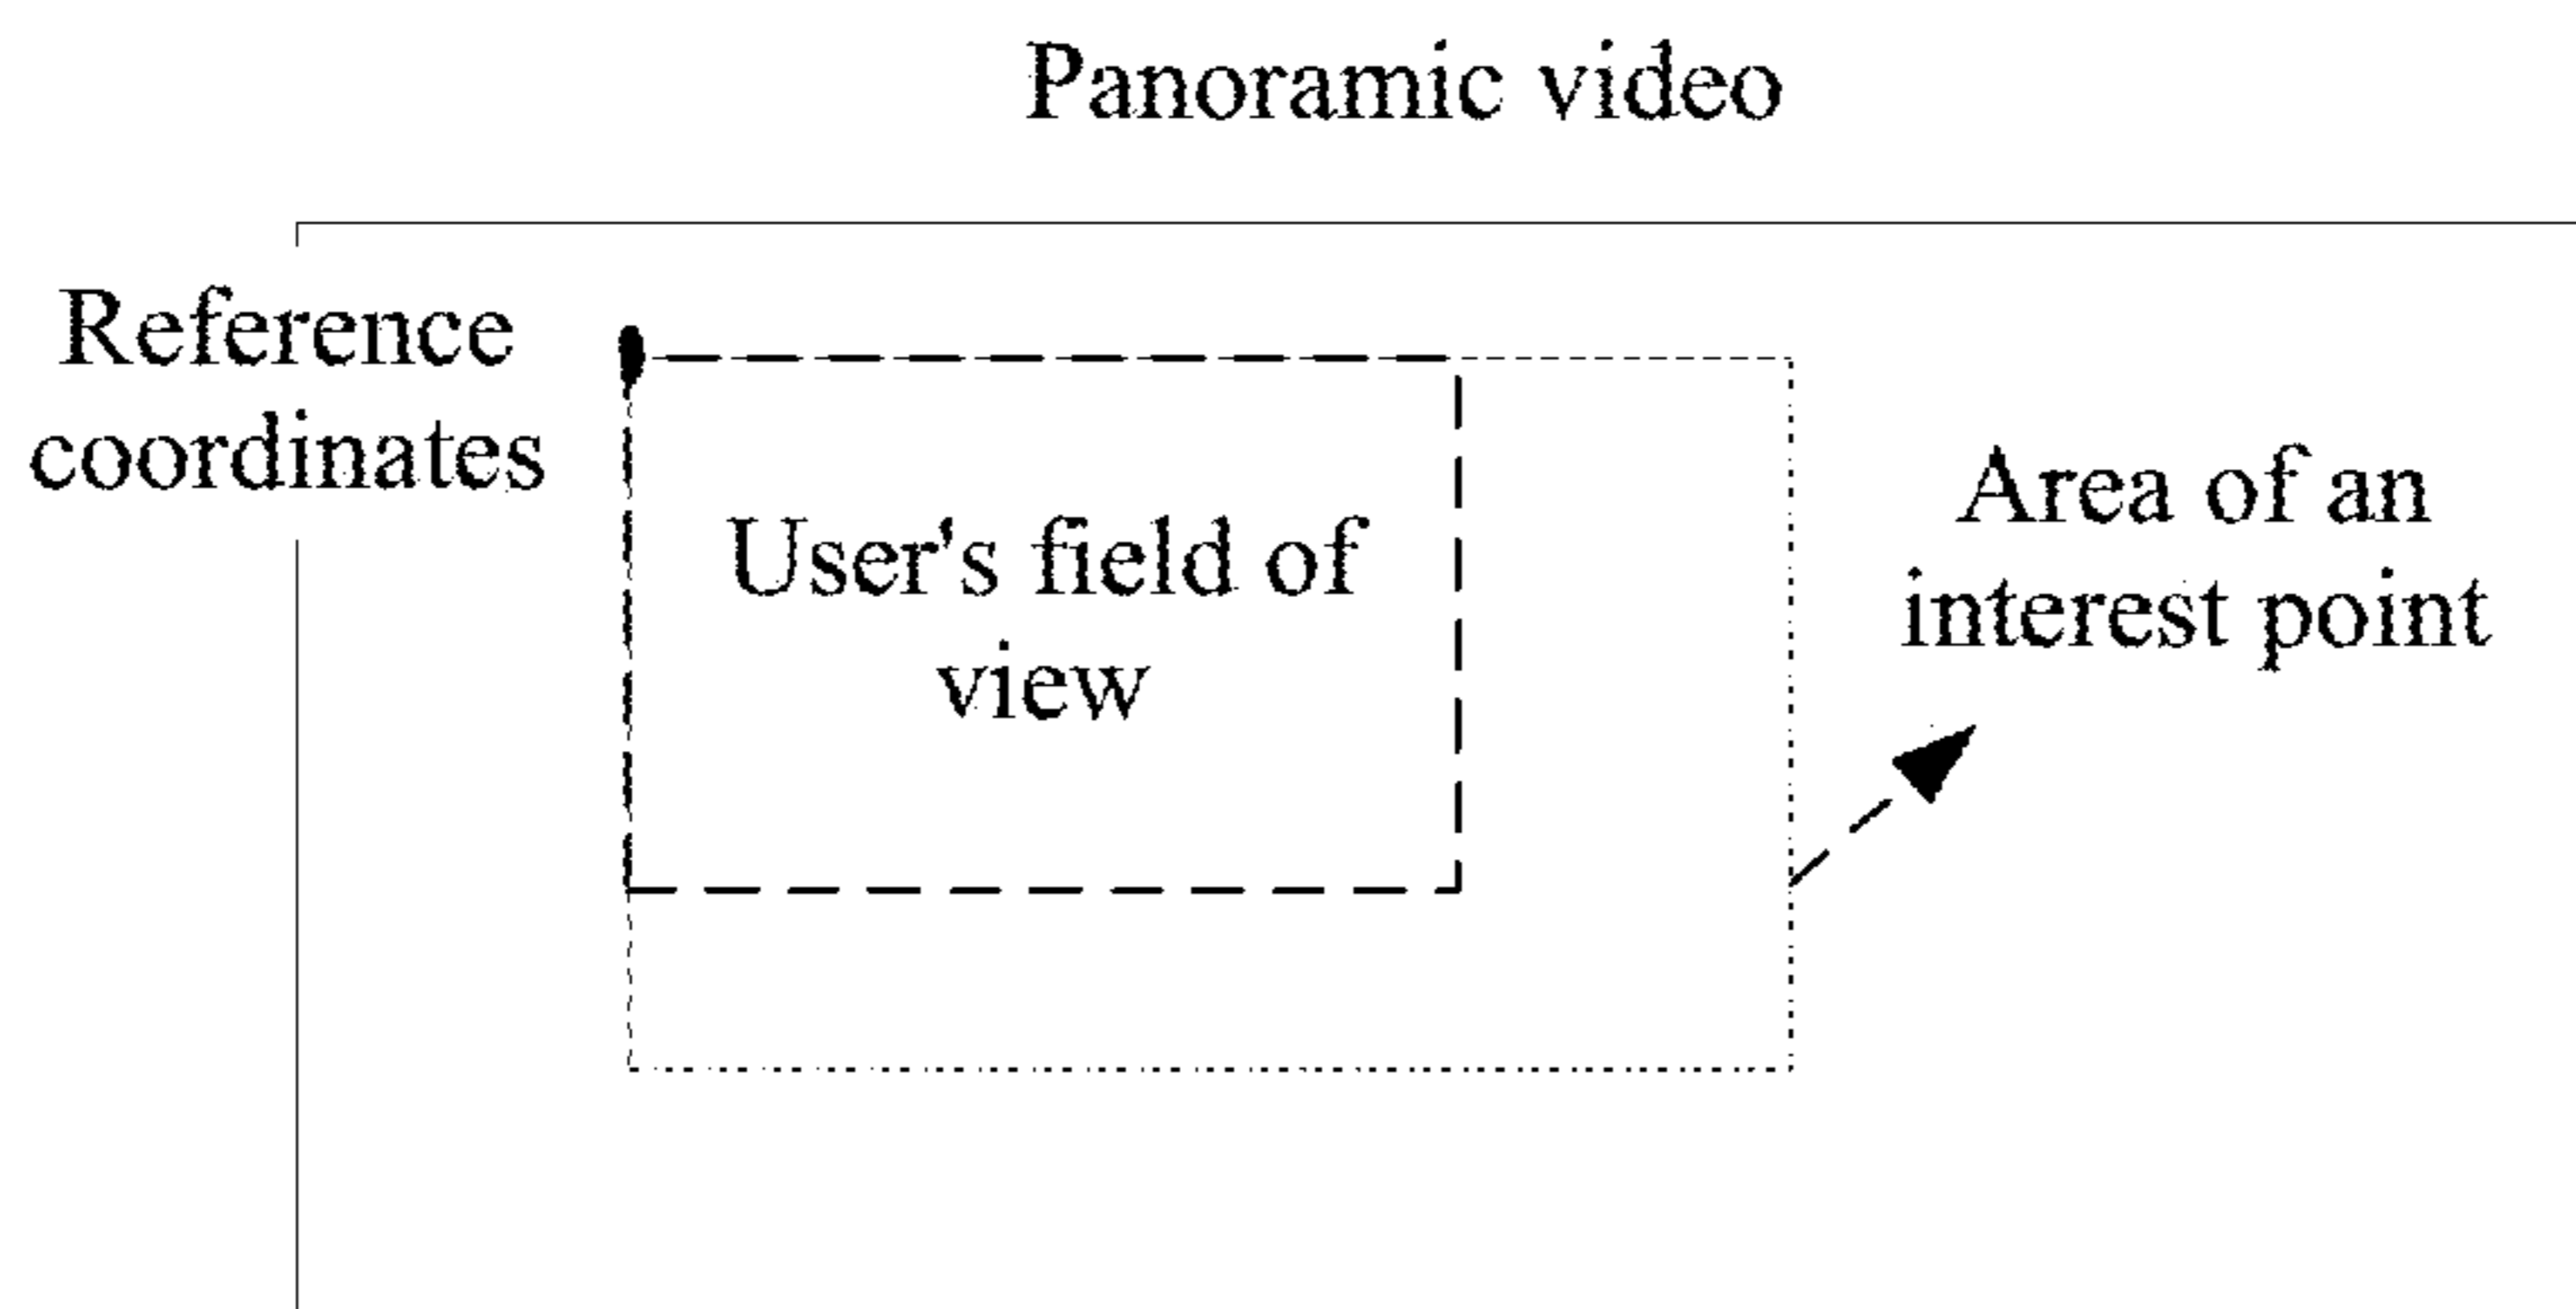 Panoramic video
Reference
coordinates
User's field of
view
Area of an
interest point